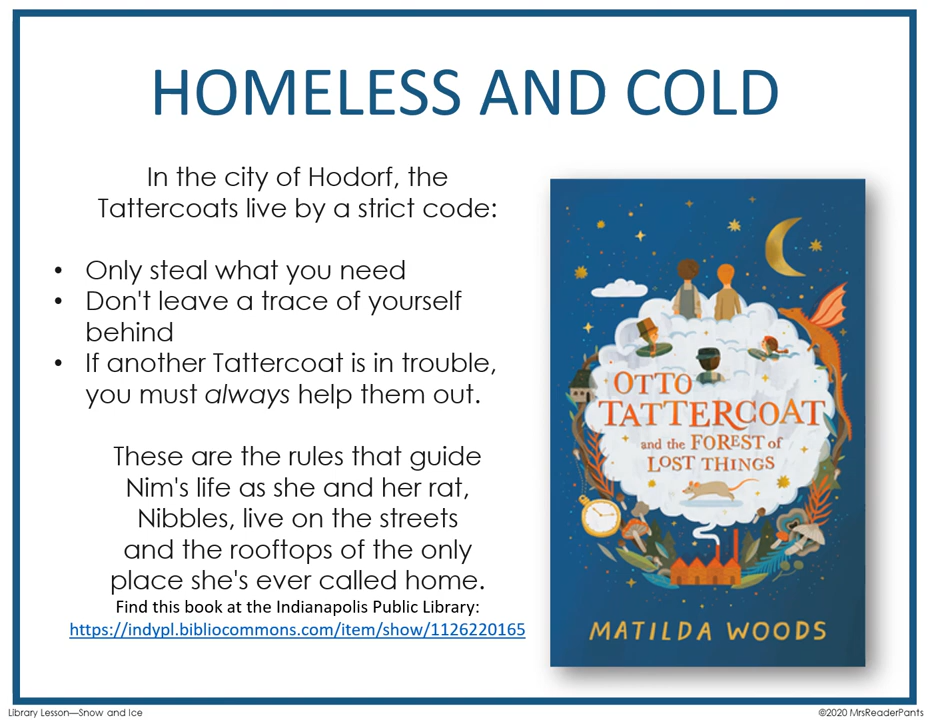 HOMELESS AND COLD
In the city of Hodorf, the
Tattercoats live by a strict code:
• Only steal what you need
• Don't leave a trace of yourself
behind
• If another Tattercoat is in trouble,
you must always help them out.
These are the rules that guide
Nim's life as she and her rat,
Nibbles, live on the streets
and the rooftops of the only
place she's ever called home.
Find this book at the Indianapolis Public Library:
https://indypl.bibliocommons.com/item/show/1126220165
OTTO
TATTERCOAT
and the FOREST of
LOST THINGS
MATILDA WOODS
Library Lesson—Snow and Ice
©2020 MrsReaderPants